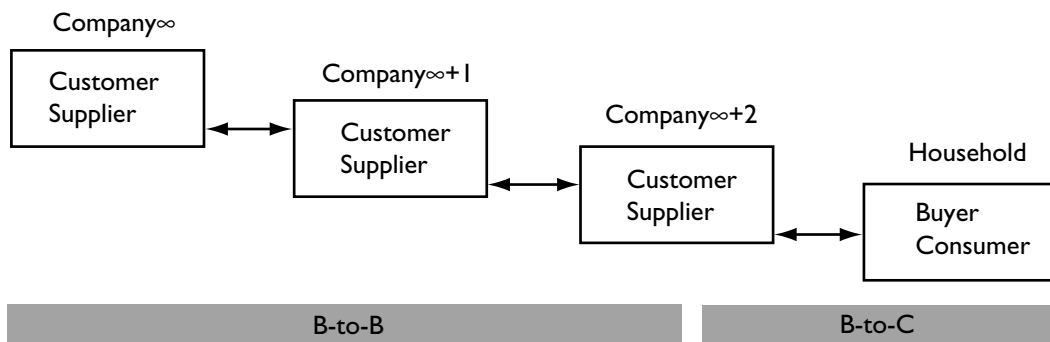 Company∞
Customer
Supplier
Company∞+1
Customer
Supplier
Company∞+2
Customer
Supplier
Household
Buyer
Consumer
B-to-B
B-to-C